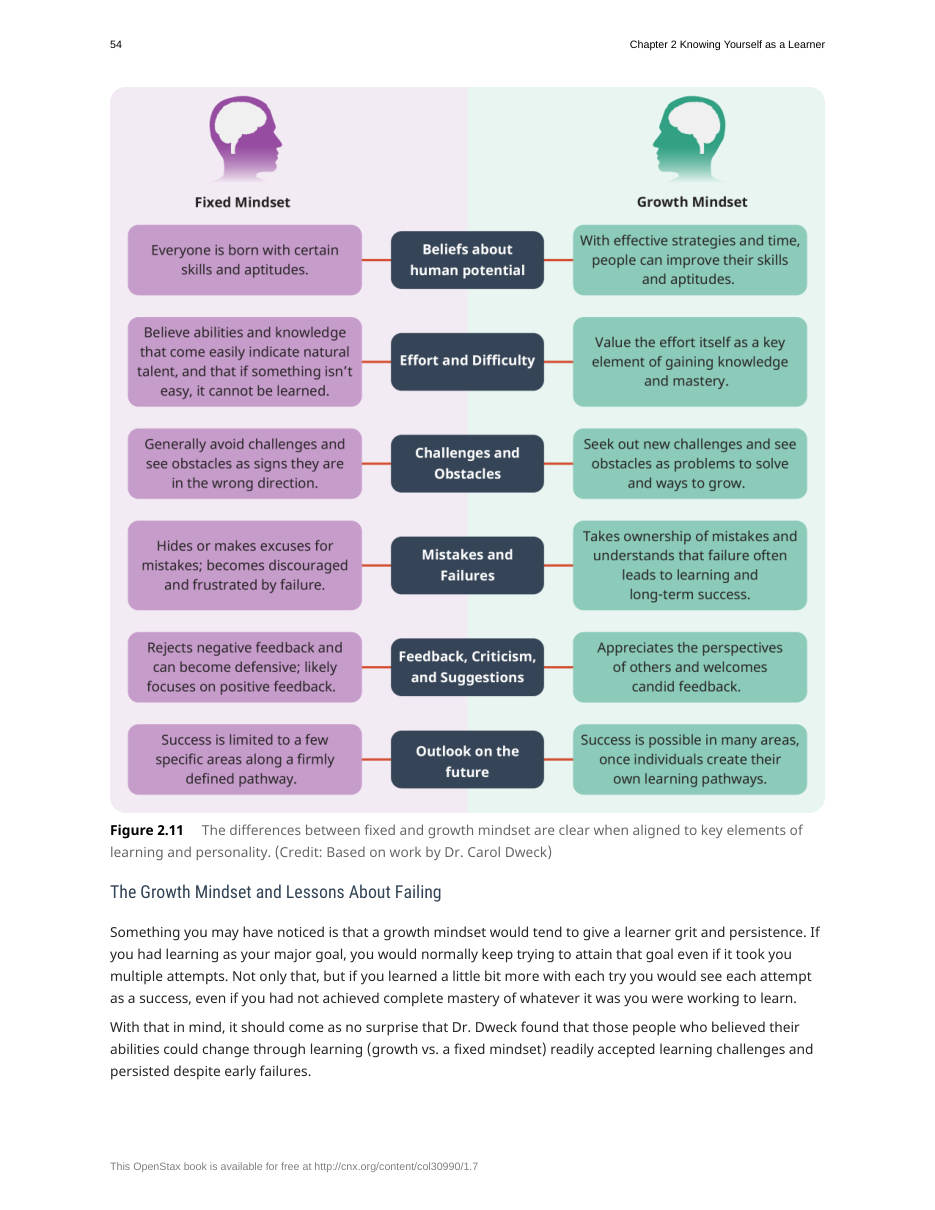 54
Chapter 2 Knowing Yourself as a Learner
Fixed Mindset
Growth Mindset
Everyone is born with certain
skills and aptitudes.
Beliefs about
human potential
With effective strategies and time,
people can improve their skills
and aptitudes.
Believe abilities and knowledge
that come easily indicate natural
talent, and that if something isn’t
easy, it cannot be learned.
Effort and Difficulty
Value the effort itself as a key
element of gaining knowledge
and mastery.
Generally avoid challenges and
see obstacles as signs they are
in the wrong direction.
Challenges and
Obstacles
Seek out new challenges and see
obstacles as problems to solve
and ways to grow.
Hides or makes excuses for
mistakes; becomes discouraged
and frustrated by failure.
Mistakes and
Failures
Takes ownership of mistakes and
understands that failure often
leads to learning and
long-term success.
Rejects negative feedback and
can become defensive; likely
focuses on positive feedback.
Feedback, Criticism,
and Suggestions
Appreciates the perspectives
of others and welcomes
candid feedback.
Success is limited to a few
specific areas along a firmly
defined pathway.
Outlook on the
future
Success is possible in many areas,
once individuals create their
own learning pathways.
Figure 2.11 The differences between fixed and growth mindset are clear when aligned to key elements of
learning and personality. (Credit: Based on work by Dr. Carol Dweck)
The Growth Mindset and Lessons About Failing
Something you may have noticed is that a growth mindset would tend to give a learner grit and persistence. If
you had learning as your major goal, you would normally keep trying to attain that goal even if it took you
multiple attempts. Not only that, but if you learned a little bit more with each try you would see each attempt
as a success, even if you had not achieved complete mastery of whatever it was you were working to learn.
With that in mind, it should come as no surprise that Dr. Dweck found that those people who believed their
abilities could change through learning (growth vs. a fixed mindset) readily accepted learning challenges and
persisted despite early failures.
This OpenStax book is available for free at http://cnx.org/content/col30990/1.7